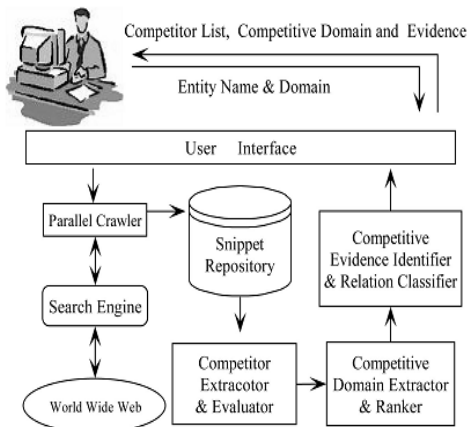 Competitor List, Competitive Domain and Evidence
Entity Name & Domain
User Interface
Parallel Crawler
Snippet
Repository
Competitive
Evidence Identifier
& Relation Classifier
Search Engine
World Wide Web
Competitor
Extracotor
& Evaluator
Competitive
Domain Extractor
& Ranker